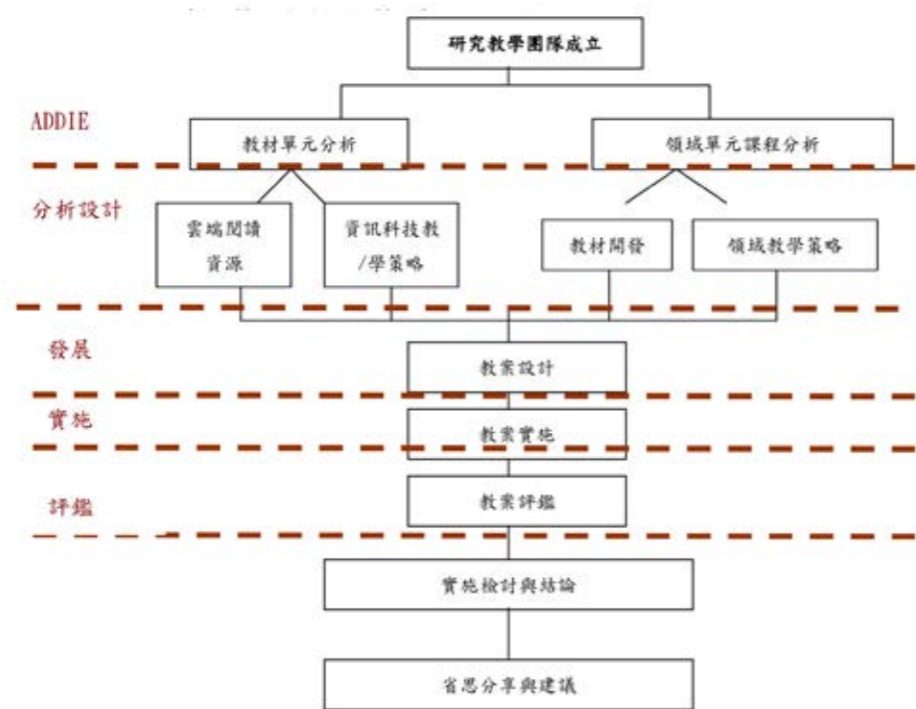 研究教學團隊成立
ADDIE
教材單元分析
領域單元課程分析
分析設計
雲端閱讀
資源
資訊科技教
/學策略
教材開發
領域教學策略
發展
教案設計
實施
教案實施
評鑑
教案評鑑
實施檢討與結論
省思分享與建議